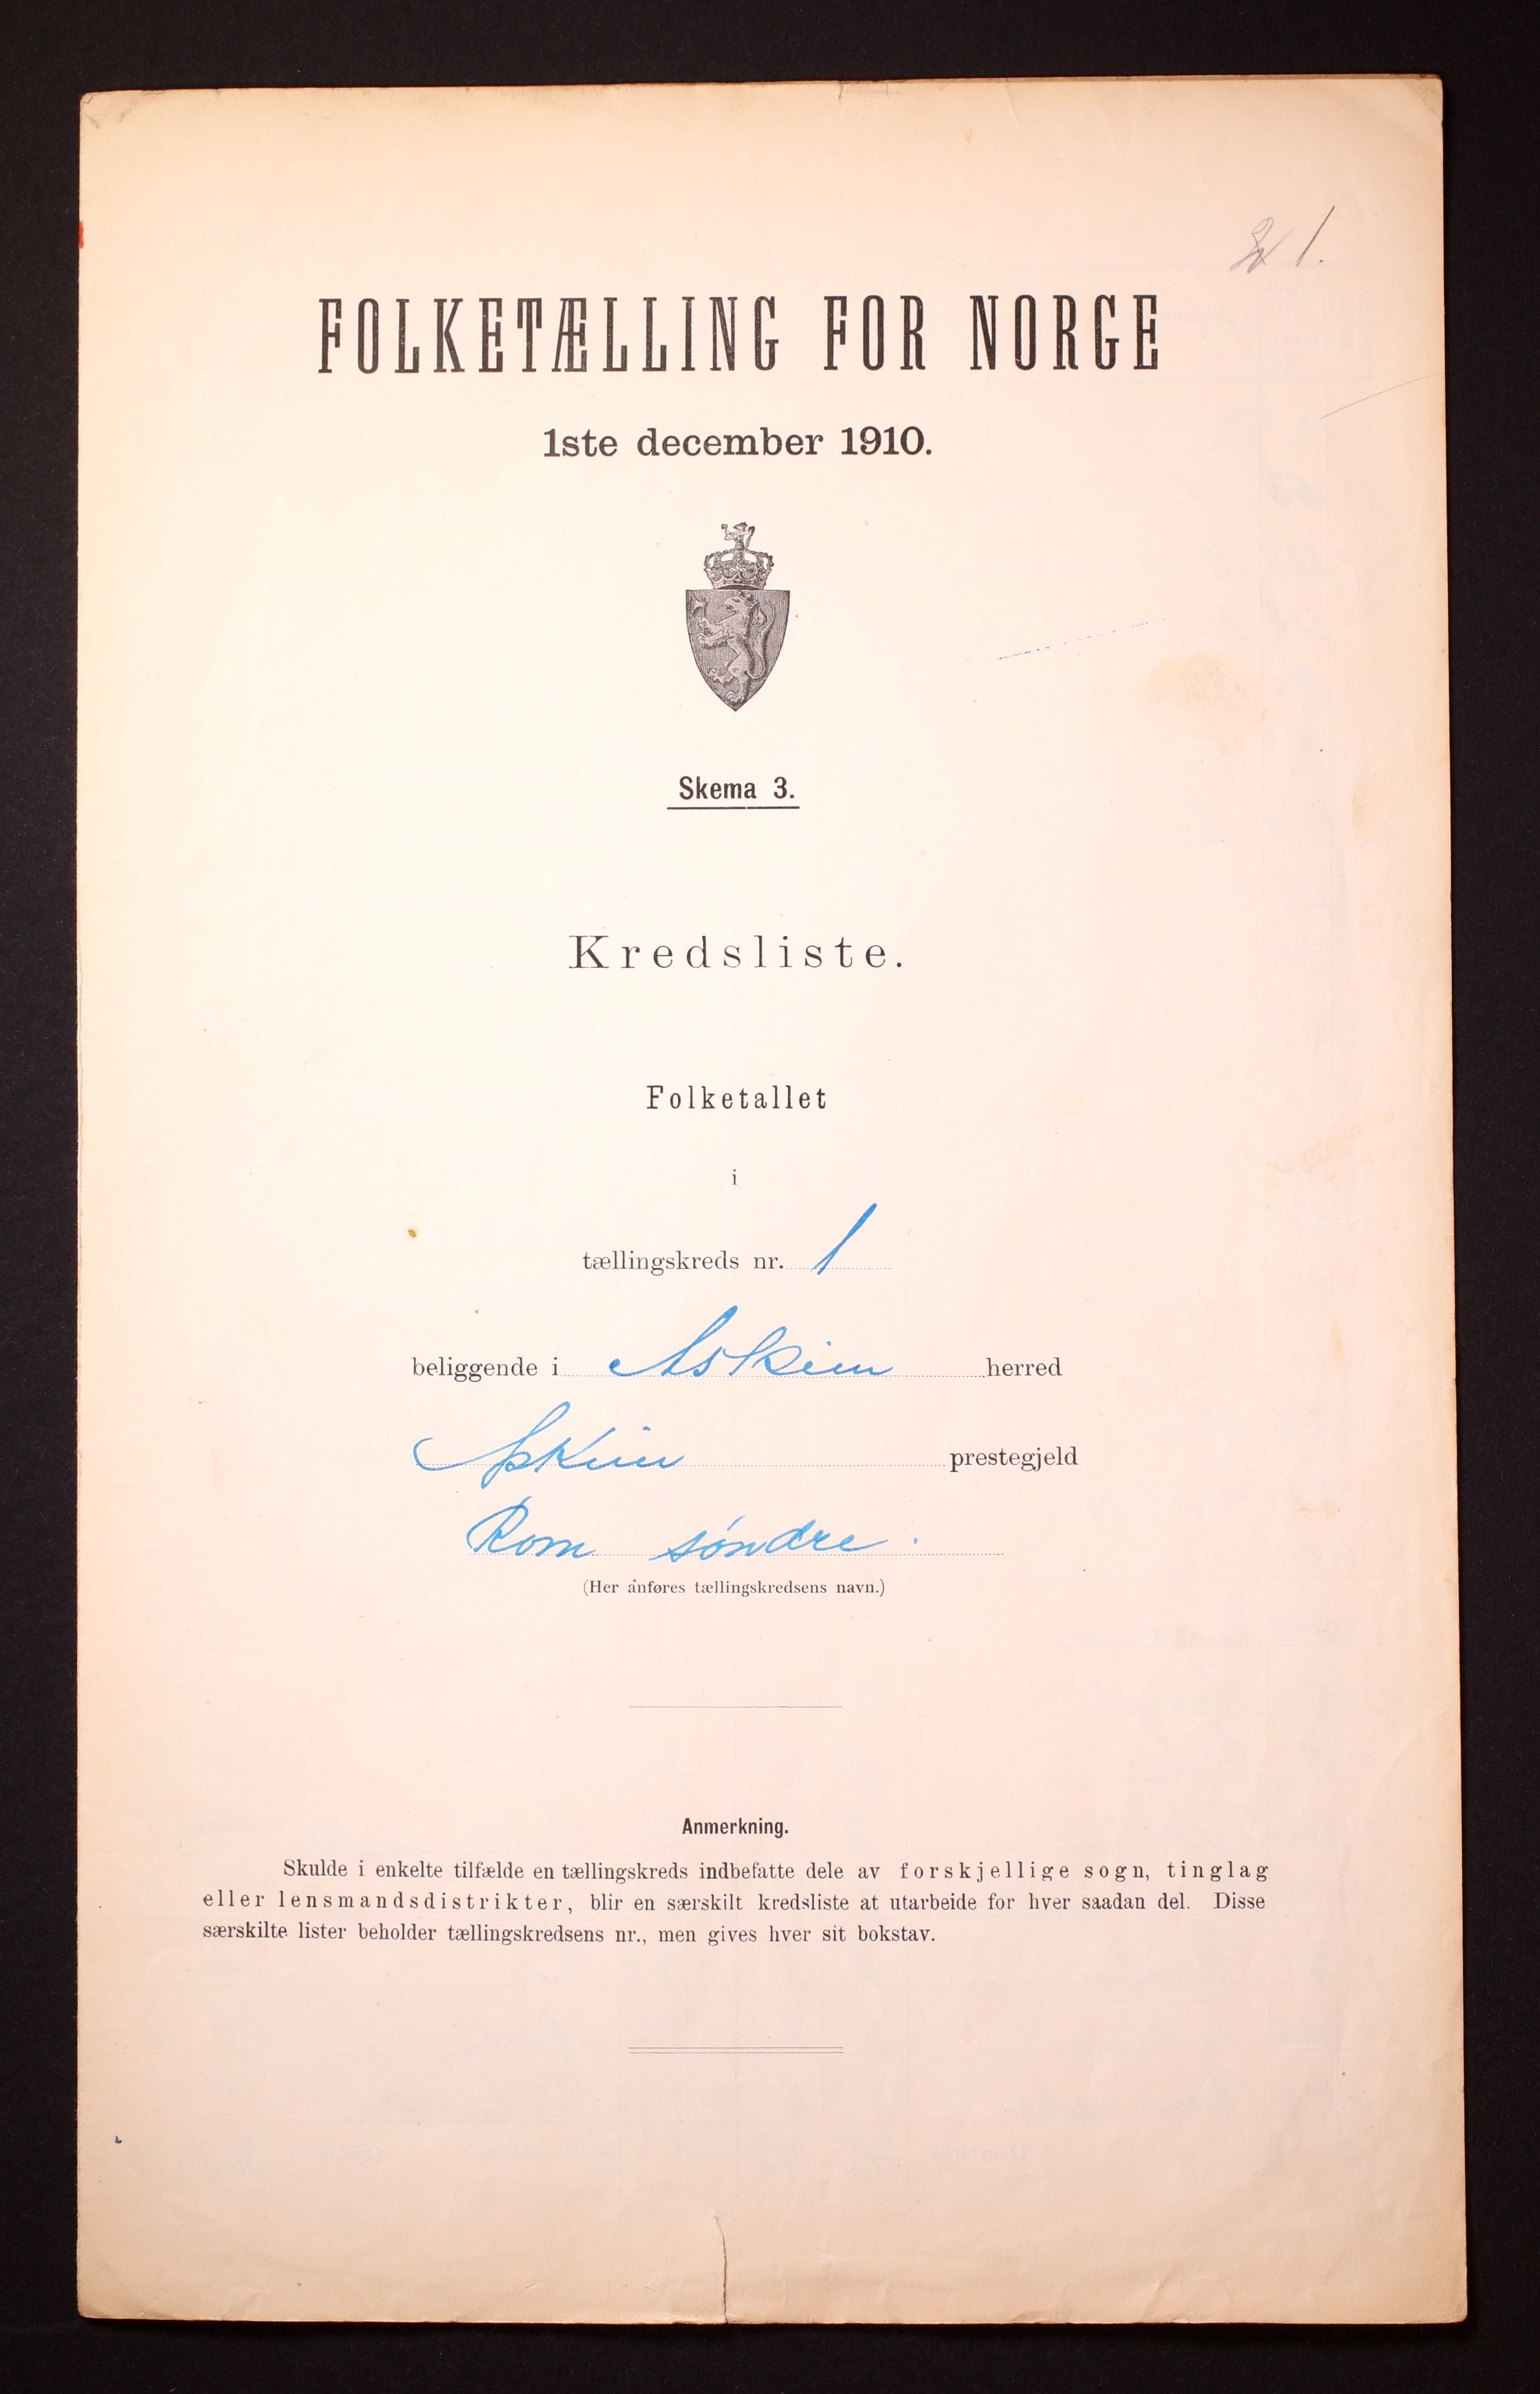 1.
FOLKETÆLLING FOR NORGE
1ste december 1910.
Skema 3.
Kredsliste.
Folketallet
i
tællingskreds nr. 1
beliggende i Askim herred
Askim prestegjeld
Rom søndre.
(Her anføres tællingskredsens navn.)
Anmerkning.
Skulde i enkelte tilfælde en tællingskreds indbefatte dele av forskjellige sogn, tinglag
eller lensmandsdistrikter, blir en særskilt kredsliste at utarbeide for hver saadan del. Disse
særskilte lister beholder tællingskredsens nr., men gives hver sit bokstav.